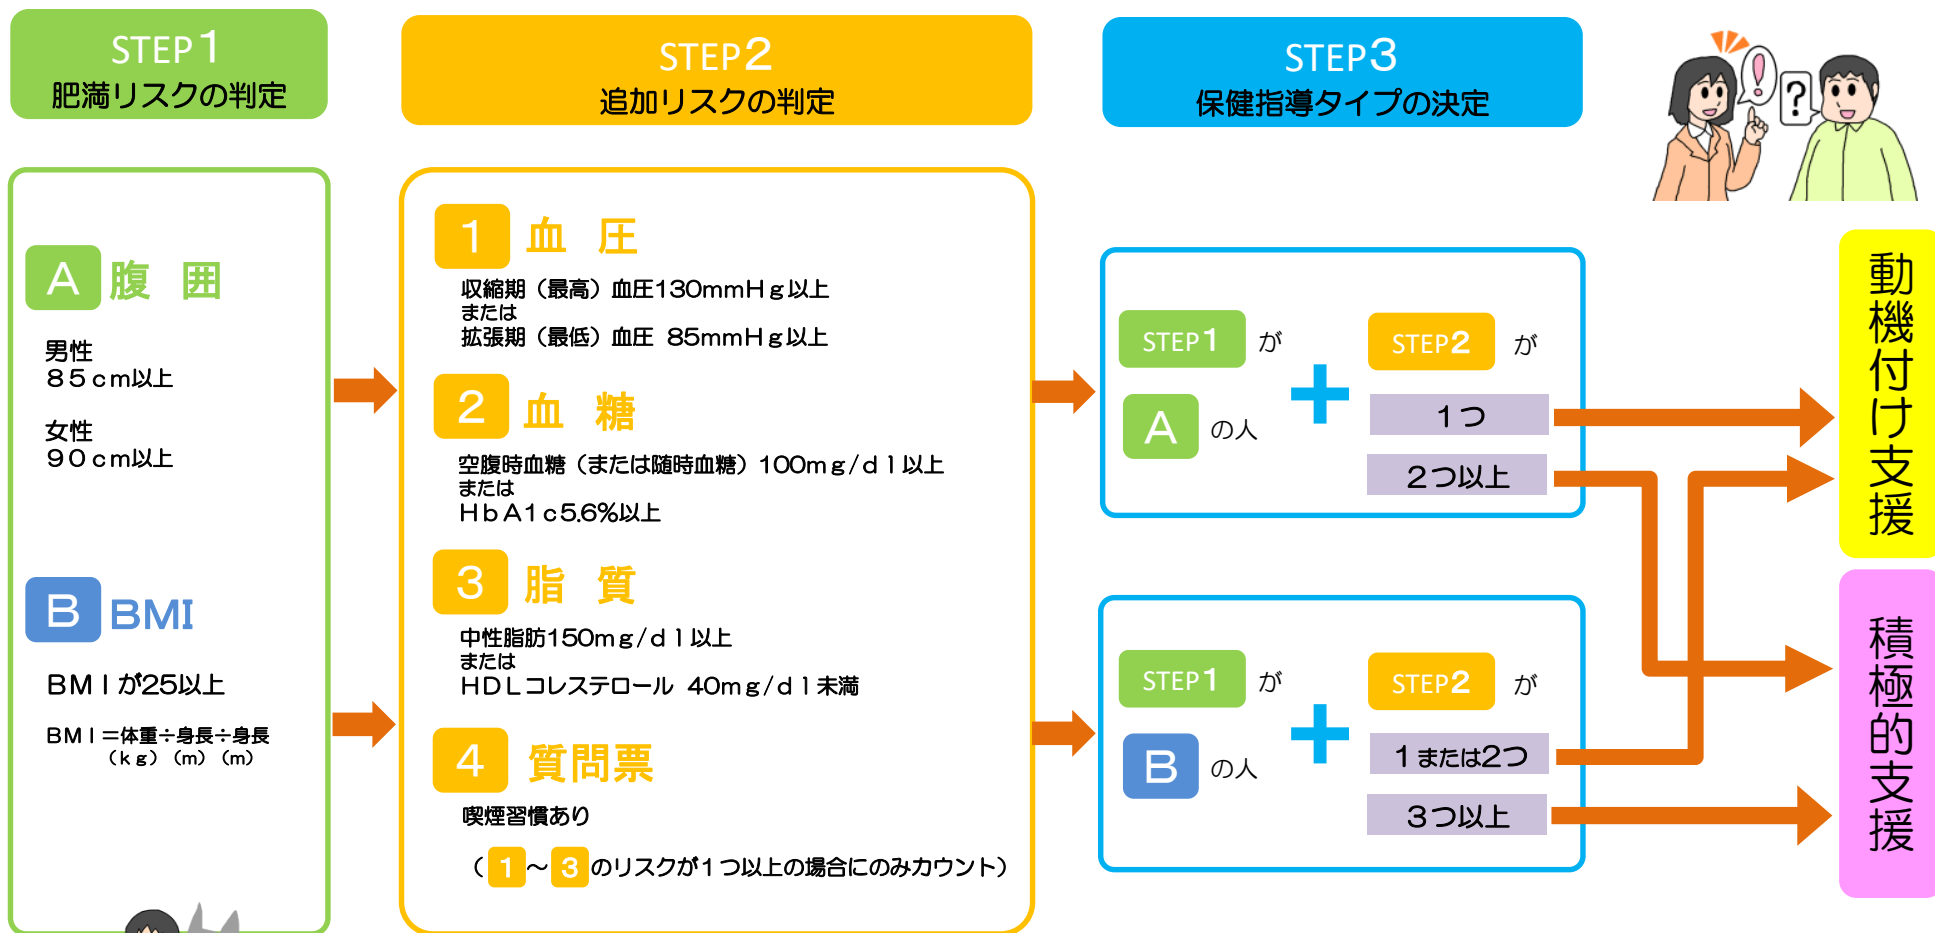 STEP1
肥満リスクの判定
A 腹 囲
男性
85cm以上
女性
90cm以上
B BMI
BMIが25以上
BMI=体重÷身長÷身長
(kg)(m)(m)
STEP2
追加リスクの判定
1 血 圧
収縮期（最高）血圧130mmHg以上
または
拡張期（最低）血圧 85mmHg以上
2 血 糖
空腹時血糖（または随時血糖）100mg/dl以上
または
HbA1c5.6%以上
3 脂 質
中性脂肪150mg/dl以上
または
HDLコレステロール 40mg/dl未満
4 質問票
喫煙習慣あり
（1～3のリスクが1つ以上の場合にのみカウント）
STEP3
保健指導タイプの決定
!
?
STEP1 が
A の人
+
STEP2 が
1つ
2つ以上
STEP1 が
B の人
+
STEP2 が
1または2つ
3つ以上
動機付け支援
積極的支援